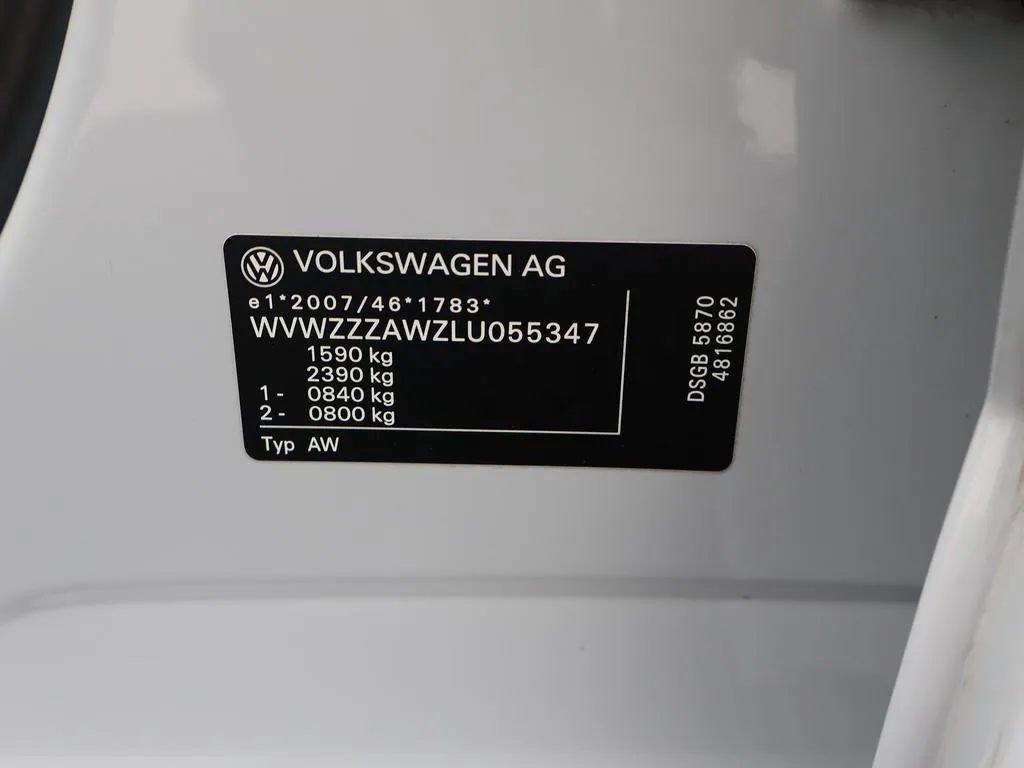 VOLKSWAGEN AG
e1*2007/46*1783*
WVWZZZAWZLU055347
1590 kg
2390 kg
1 - 0840 kg
2 - 0800 kg
Typ AW
DSGB 5870
4816862